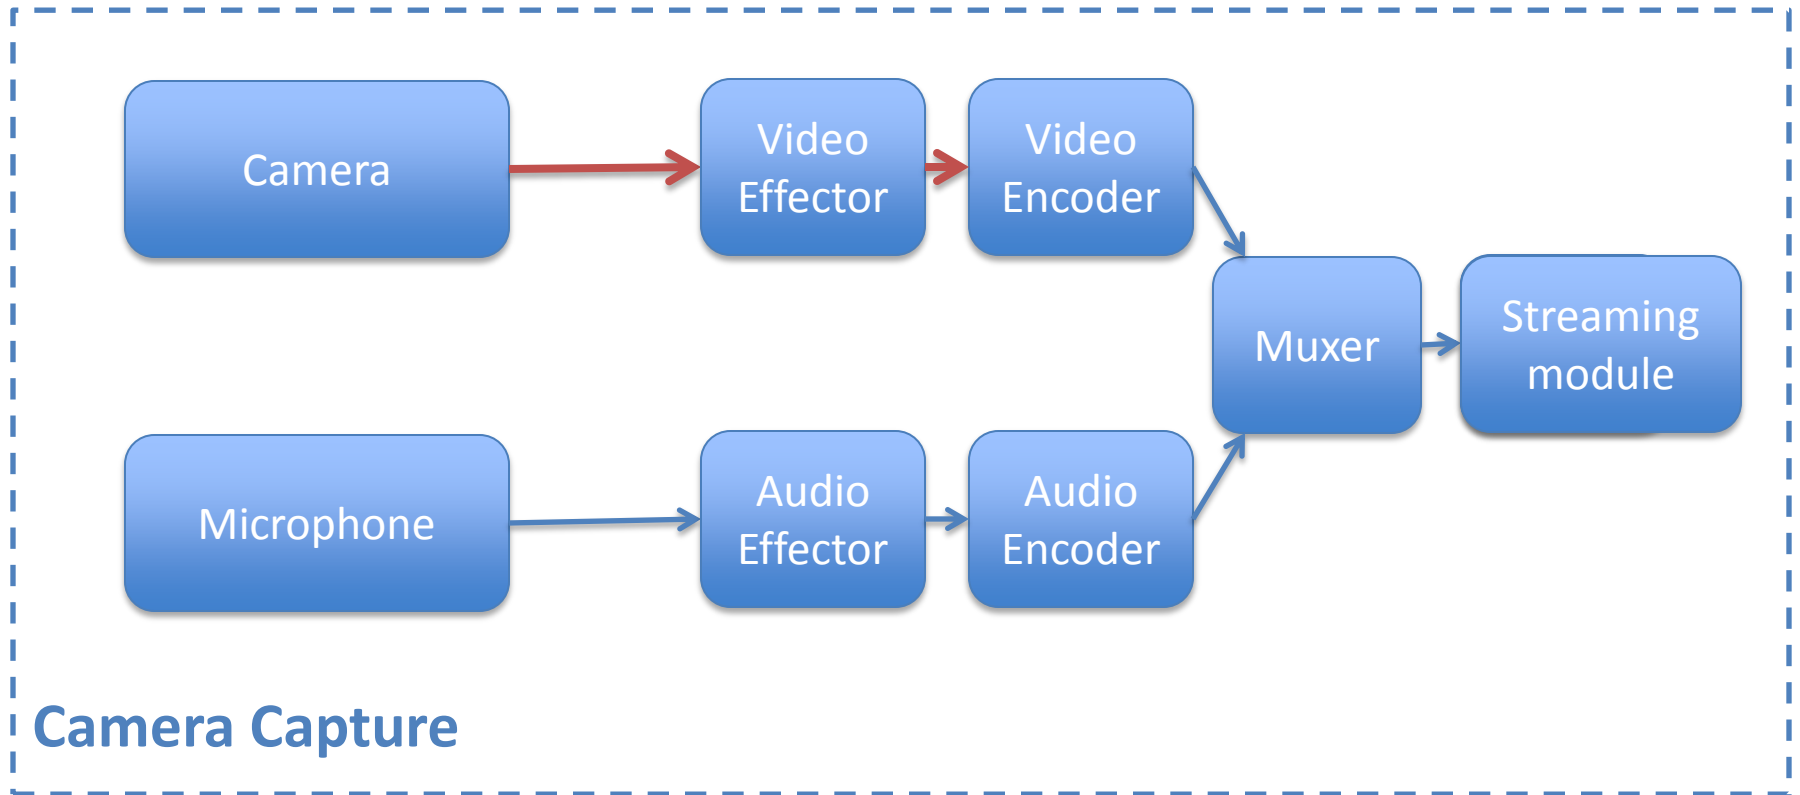 Camera
Video
Effector
Video
Encoder
Muxer
Streaming
module
Microphone
Audio
Effector
Audio
Encoder
Camera Capture